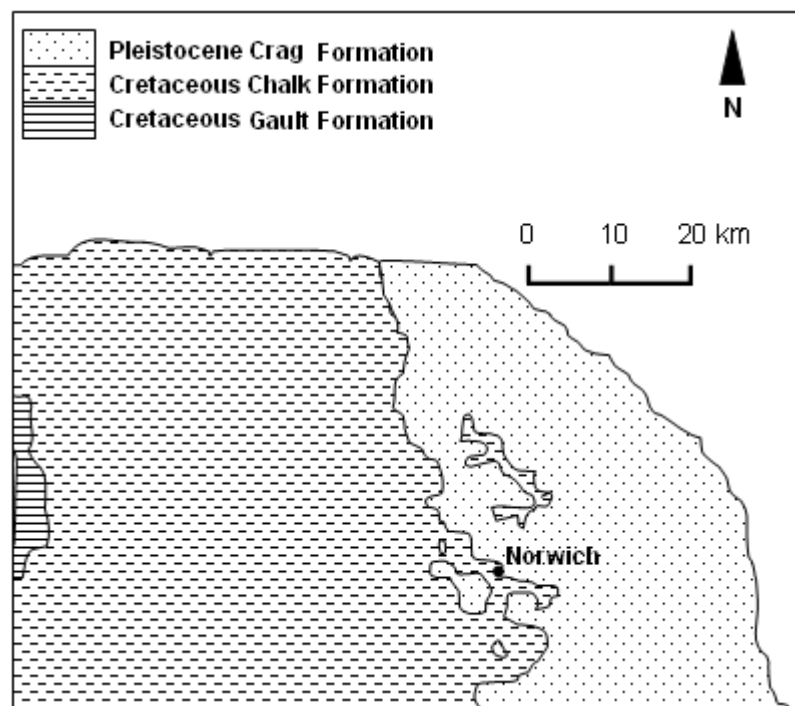 Pleistocene Crag Formation
Cretaceous Chalk Formation
Cretaceous Gault Formation
N
0 10 20 km
Norwich